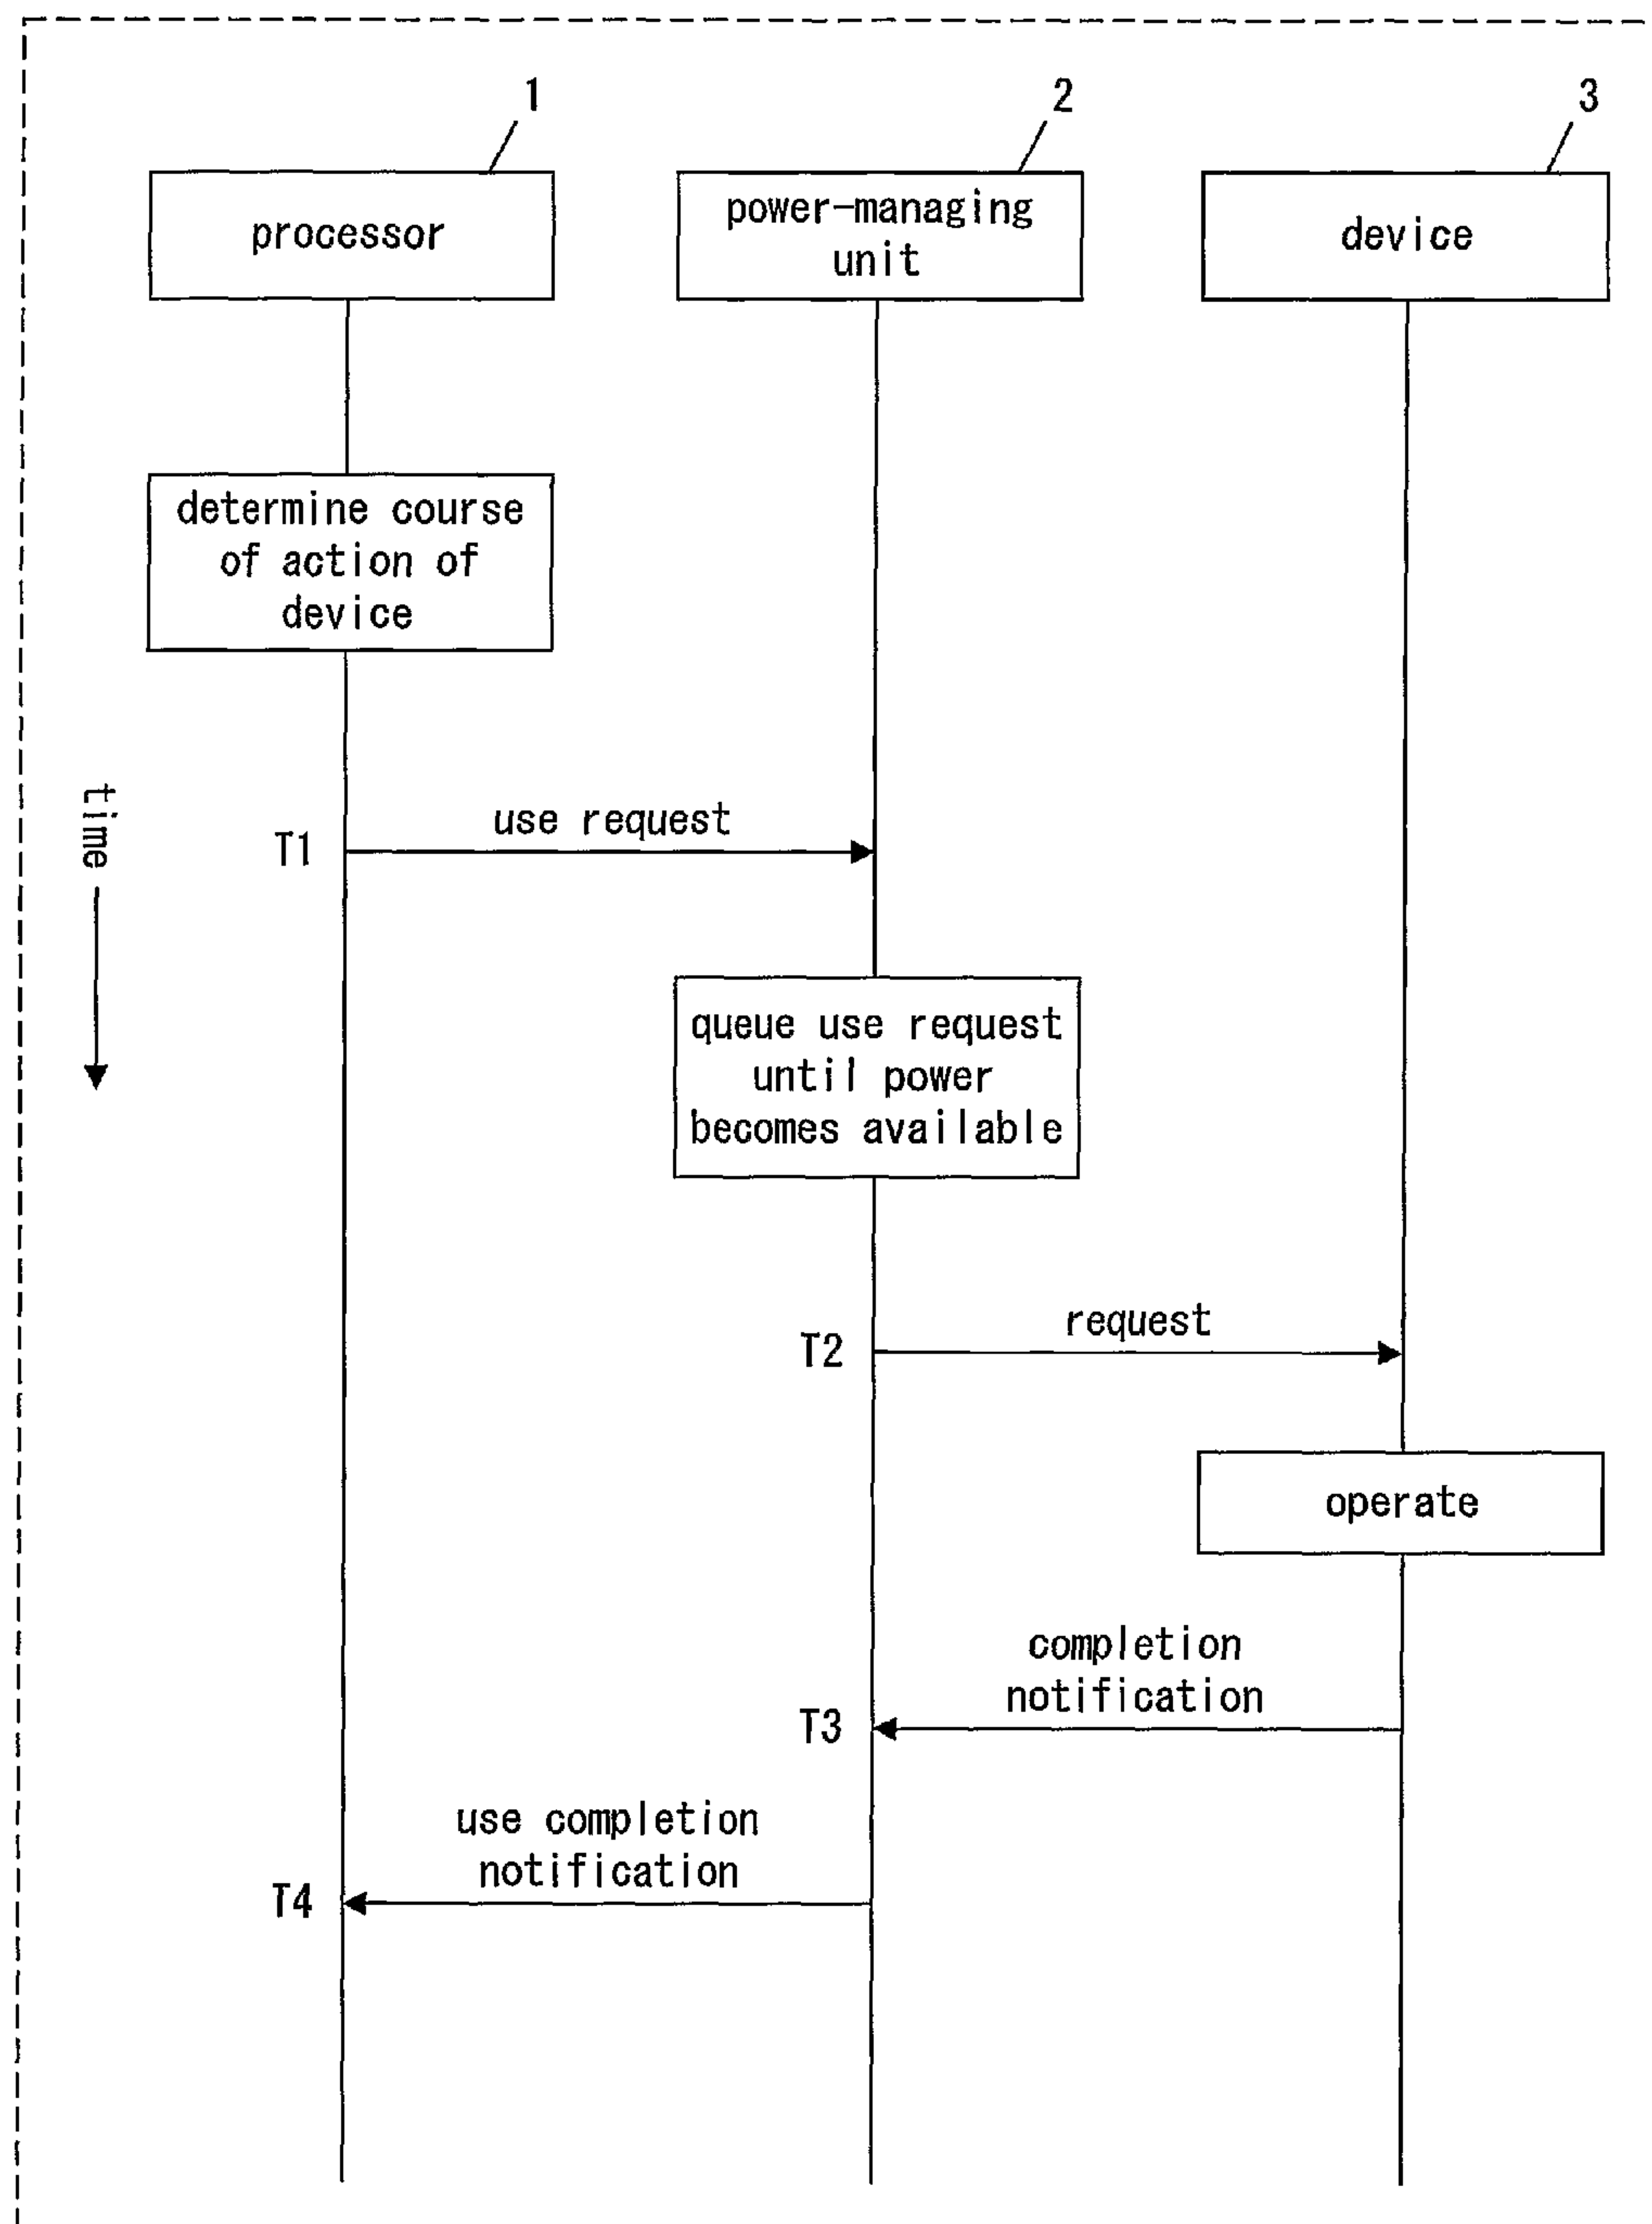 1
2
3
processor
power-managing
unit
device
determine course
of action of
device
time
use request
T1
queue use request
until power
becomes available
request
T2
operate
completion
notification
T3
use completion
notification
T4